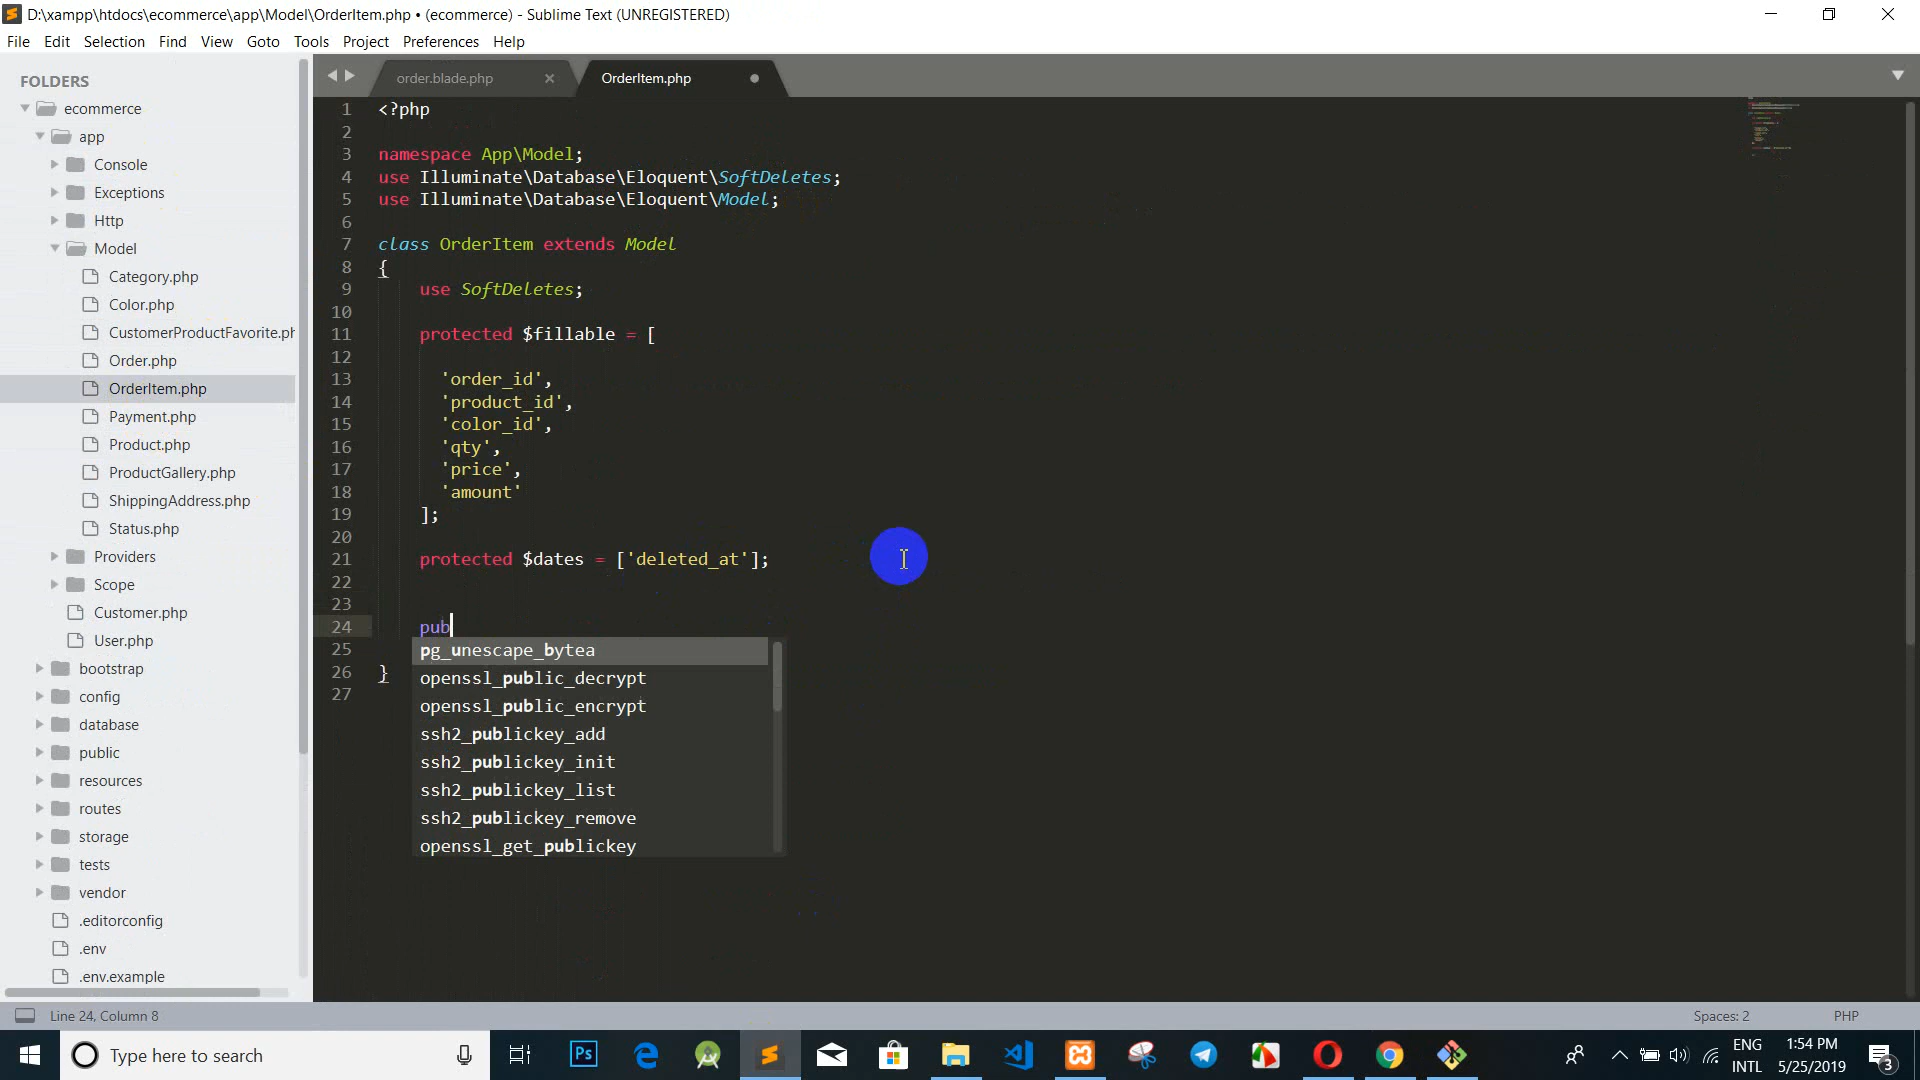 D:\xampp\htdocs\ecommerce\app\Model\OrderItem.php • (ecommerce) - Sublime Text (UNREGISTERED)
File Edit Selection Find View Goto Tools Project Preferences Help
FOLDERS
ecommerce
app
Console
Exceptions
Http
Model
Category.php
Color.php
CustomerProductFavorite.ph
Order.php
OrderItem.php
Payment.php
Product.php
ProductGallery.php
ShippingAddress.php
Status.php
Providers
Scope
Customer.php
User.php
bootstrap
config
database
public
resources
routes
storage
tests
vendor
.editorconfig
.env
.env.example
order.blade.php × OrderItem.php
1 <?php
2
3 namespace App\Model;
4 use Illuminate\Database\Eloquent\SoftDeletes;
5 use Illuminate\Database\Eloquent\Model;
6
7 class OrderItem extends Model
8 {
9 use SoftDeletes;
10
11 protected $fillable = [
12
13 'order_id',
14 'product_id',
15 'color_id',
16 'qty',
17 'price',
18 'amount'
19 ];
20
21 protected $dates = ['deleted_at'];
22
23
24 pub
25
26 }
27
pg_unescape_bytea
openssl_public_decrypt
openssl_public_encrypt
ssh2_publickey_add
ssh2_publickey_init
ssh2_publickey_list
ssh2_publickey_remove
openssl_get_publickey
Line 24, Column 8 Spaces: 2 PHP
Type here to search
Ps
ENG
INTL
1:54 PM
5/25/2019
3